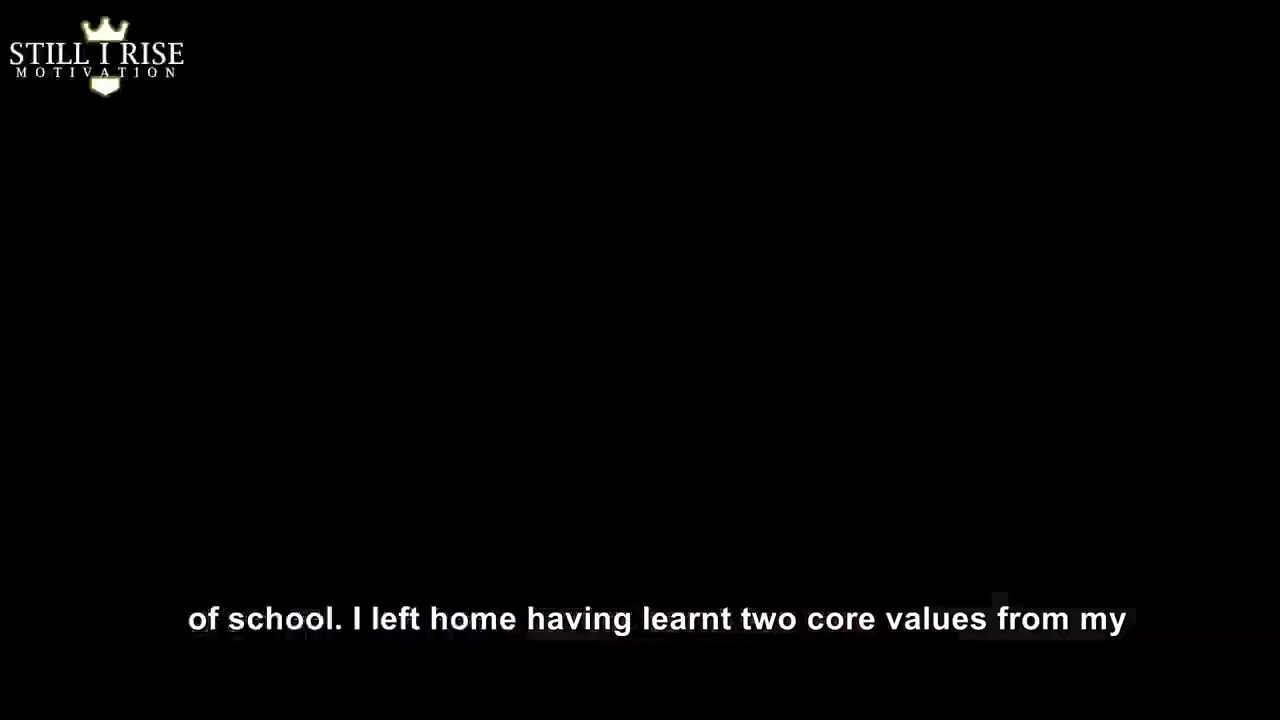 STILL I RISE
MOTIVATION
of school. I left home having learnt two core values from my